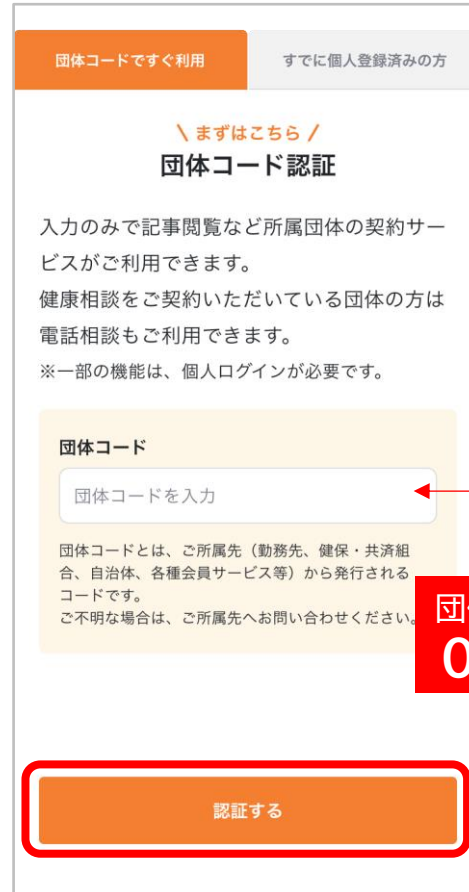 団体コードですぐ利用
すでに個人登録済みの方
\ まずはこちら /
団体コード認証
入力のみで記事閲覧など所属団体の契約サー
ビスがご利用できます。
健康相談をご契約いただいている団体の方は
電話相談もご利用できます。
※一部の機能は、個人ログインが必要です。
団体コード
団体コードを入力
団体コードとは、ご所属先（勤務先、健保・共済組
合、自治体、各種会員サービス等）から発行される
コードです。
ご不明な場合は、ご所属先へお問い合わせください。
団
0
認証する